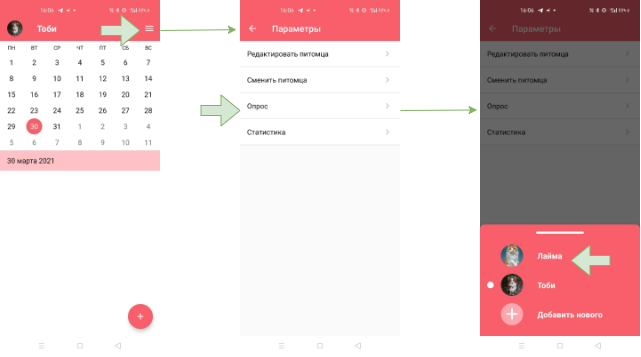 16:06
Тоби
ПН ВТ СР ЧТ ПТ СБ ВС
1 2 3 4 5 6 7
8 9 10 11 12 13 14
15 16 17 18 19 20 21
22 23 24 25 26 27 28
29 30 31 1 2 3 4
5 6 7 8 9 10 11
30 марта 2021
+
16:06
Параметры
Редактировать питомца
Сменить питомца
Опрос
Статистика
16:06
Параметры
Редактировать питомца
Сменить питомца
Опрос
Статистика
Лайма
Тоби
Добавить нового